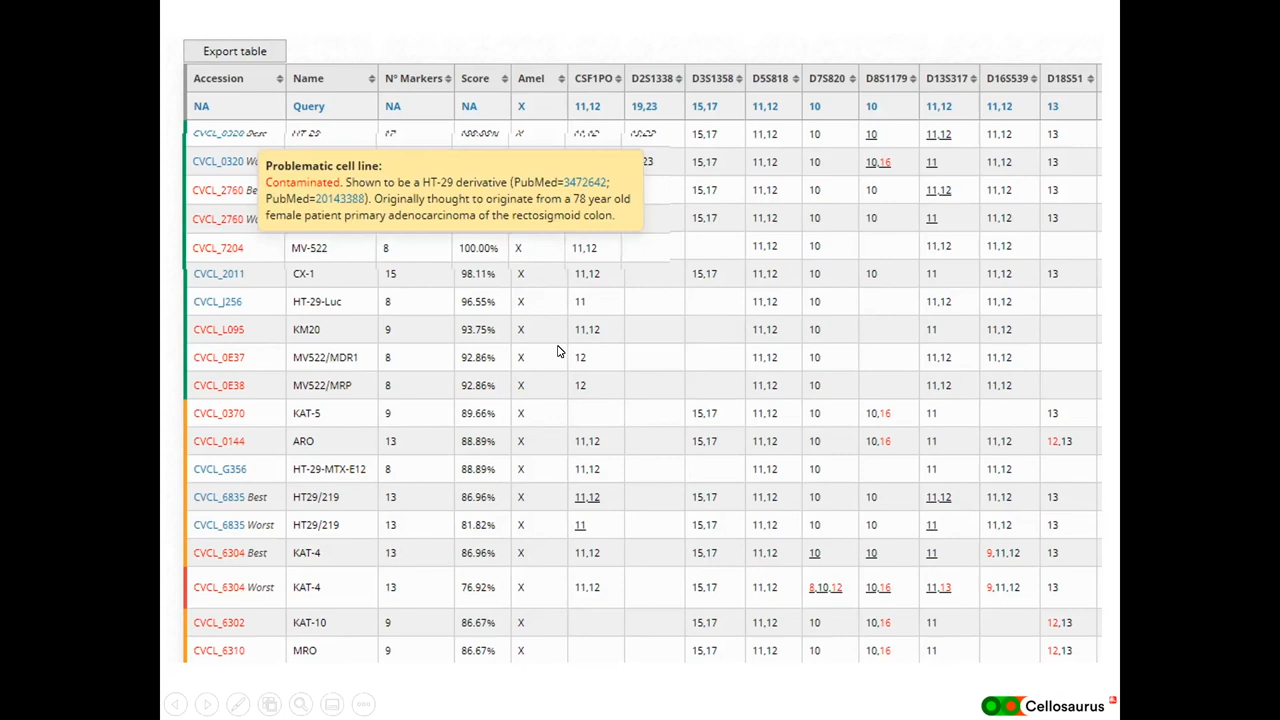 Export table
Accession Name N° Markers Score Amel CSF1PO D2S1338 D3S1358 D5S818 D7S820 D8S1179 D13S317 D16S539 D18S51
NA Query NA NA X 11,12 19,23 15,17 11,12 10 10 11,12 11,12 13
CVCL_0320 Best HT-29 17 100.00% X 11,12 19,23 15,17 11,12 10 10 11,12 11,12 13
CVCL_0320 23 15,17 11,12 10 10,16 11 11,12 13
CVCL_2760 15,17 11,12 10 10 11,12 11,12 13
CVCL_2760 15,17 11,12 10 10 11 11,12 13
Problematic cell line:
Contaminated. Shown to be a HT-29 derivative (PubMed=3472642;
PubMed=20143388). Originally thought to originate from a 78 year old
female patient primary adenocarcinoma of the rectosigmoid colon.
CVCL_7204 MV-522 8 100.00% X 11,12 11,12 10 11,12 11,12
CVCL_2011 CX-1 15 98.11% X 11,12 15,17 11,12 10 10 11 11,12 13
CVCL_J256 HT-29-Luc 8 96.55% X 11 11,12 10 11,12 11,12
CVCL_L095 KM20 9 93.75% X 11,12 11,12 10 11 11,12
CVCL_0E37 MV522/MDR1 8 92.86% X 12 11,12 10 11,12 11,12
CVCL_0E38 MV522/MRP 8 92.86% X 12 11,12 10 11,12 11,12
CVCL_0370 KAT-5 9 89.66% X 15,17 11,12 10 10,16 11 13
CVCL_0144 ARO 13 88.89% X 11,12 15,17 11,12 10 10,16 11 11,12 12,13
CVCL_G356 HT-29-MTX-E12 8 88.89% X 11,12 11,12 10 11 11,12
CVCL_6835 Best HT29/219 13 86.96% X 11,12 15,17 11,12 10 10 11,12 11,12 13
CVCL_6835 Worst HT29/219 13 81.82% X 11 15,17 11,12 10 10 11 11,12 13
CVCL_6304 Best KAT-4 13 86.96% X 11,12 15,17 11,12 10 10 11 9,11,12 13
CVCL_6304 Worst KAT-4 13 76.92% X 11,12 15,17 11,12 8,10,12 10,16 11,13 9,11,12 13
CVCL_6302 KAT-10 9 86.67% X 15,17 11,12 10 10,16 11 12,13
CVCL_6310 MRO 9 86.67% X 15,17 11,12 10 10,16 11 12,13
Cellosaurus